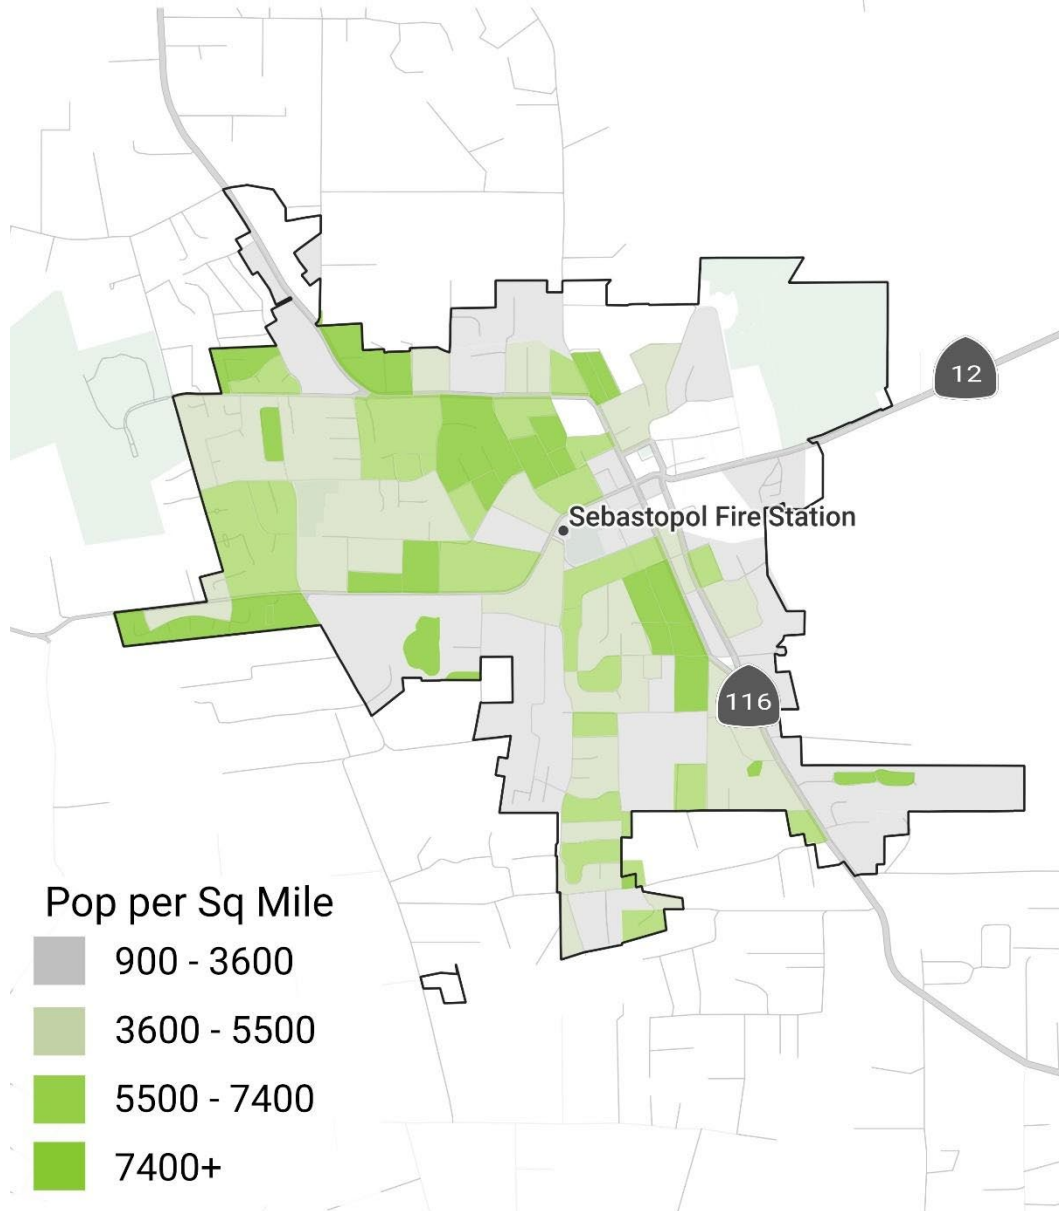 12
Sebastopol Fire Station
116
Pop per Sq Mile
900 - 3600
3600 - 5500
5500 - 7400
7400+